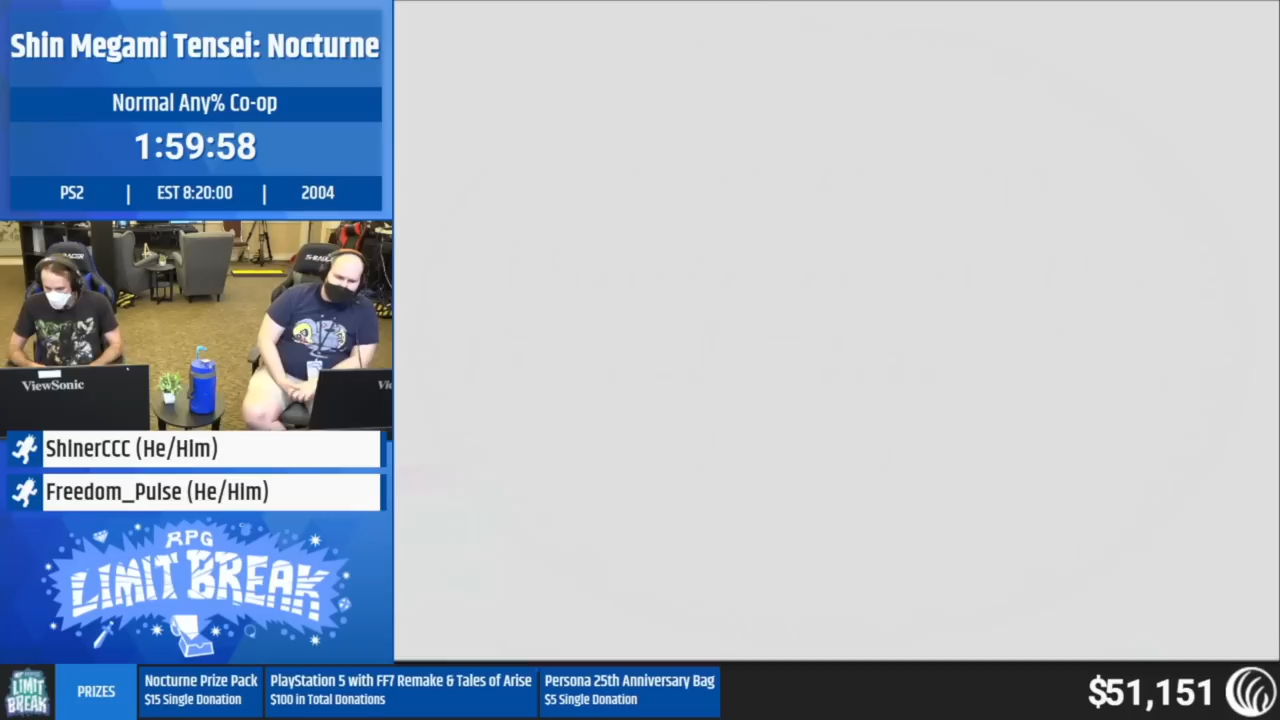 Shin Megami Tensei: Nocturne
Normal Any% Co-op
1:59:58
PS2 | EST 8:20:00 | 2004
ViewSonic
ShinerCCC (He/Him)
Freedom_Pulse (He/Him)
RPG
LIMIT BREAK
LIMIT
BREAK
PRIZES
Nocturne Prize Pack
$15 Single Donation
PlayStation 5 with FF7 Remake & Tales of Arise
$100 in Total Donations
Persona 25th Anniversary Bag
$5 Single Donation
$51,151